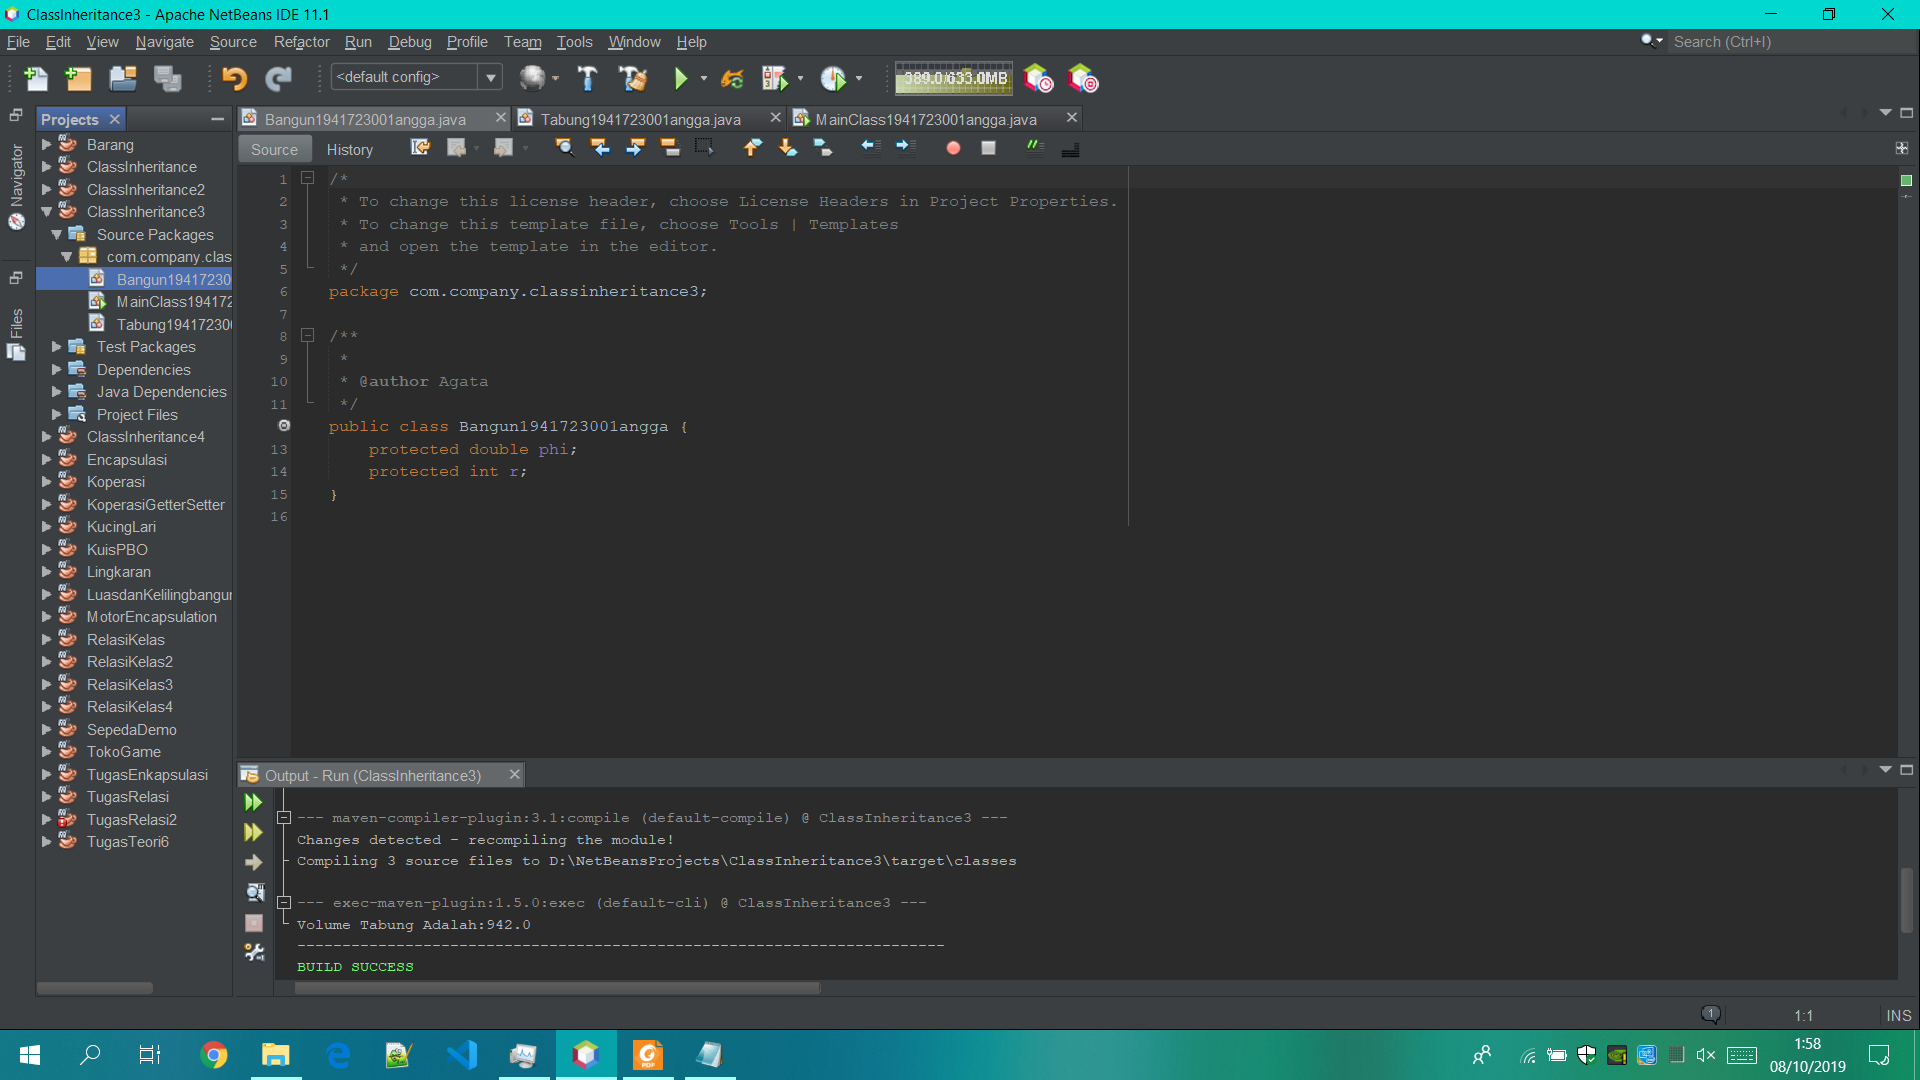 ClassInheritance3 - Apache NetBeans IDE 11.1
File Edit View Navigate Source Refactor Run Debug Profile Team Tools Window Help
Search (Ctrl+I)
<default config>
389.0/633.0MB
Projects
Bangun1941723001angga.java
Tabung1941723001angga.java
MainClass1941723001angga.java
Source
History
Navigator
Files
Barang
ClassInheritance
ClassInheritance2
ClassInheritance3
Source Packages
com.company.clas
Bangun194172300
MainClass194172
Tabung194172300
Test Packages
Dependencies
Java Dependencies
Project Files
ClassInheritance4
Encapsulasi
Koperasi
KoperasiGetterSetter
KucingLari
KuisPBO
Lingkaran
LuasdanKelilingbangun
MotorEncapsulation
RelasiKelas
RelasiKelas2
RelasiKelas3
RelasiKelas4
SepedaDemo
TokoGame
TugasEnkapsulasi
TugasRelasi
TugasRelasi2
TugasTeori6
1 /*
2 * To change this license header, choose License Headers in Project Properties.
3 * To change this template file, choose Tools | Templates
4 * and open the template in the editor.
5 */
6 package com.company.classinheritance3;
7
8 /**
9 *
10 * @author Agata
11 */
public class Bangun1941723001angga {
13 protected double phi;
14 protected int r;
15 }
16
Output - Run (ClassInheritance3)
--- maven-compiler-plugin:3.1:compile (default-compile) @ ClassInheritance3 ---
Changes detected - recompiling the module!
Compiling 3 source files to D:\NetBeansProjects\ClassInheritance3\target\classes
--- exec-maven-plugin:1.5.0:exec (default-cli) @ ClassInheritance3 ---
Volume Tabung Adalah:942.0
------------------------------------------------------------------------
BUILD SUCCESS
1
1:1
INS
PDF
1:58
08/10/2019